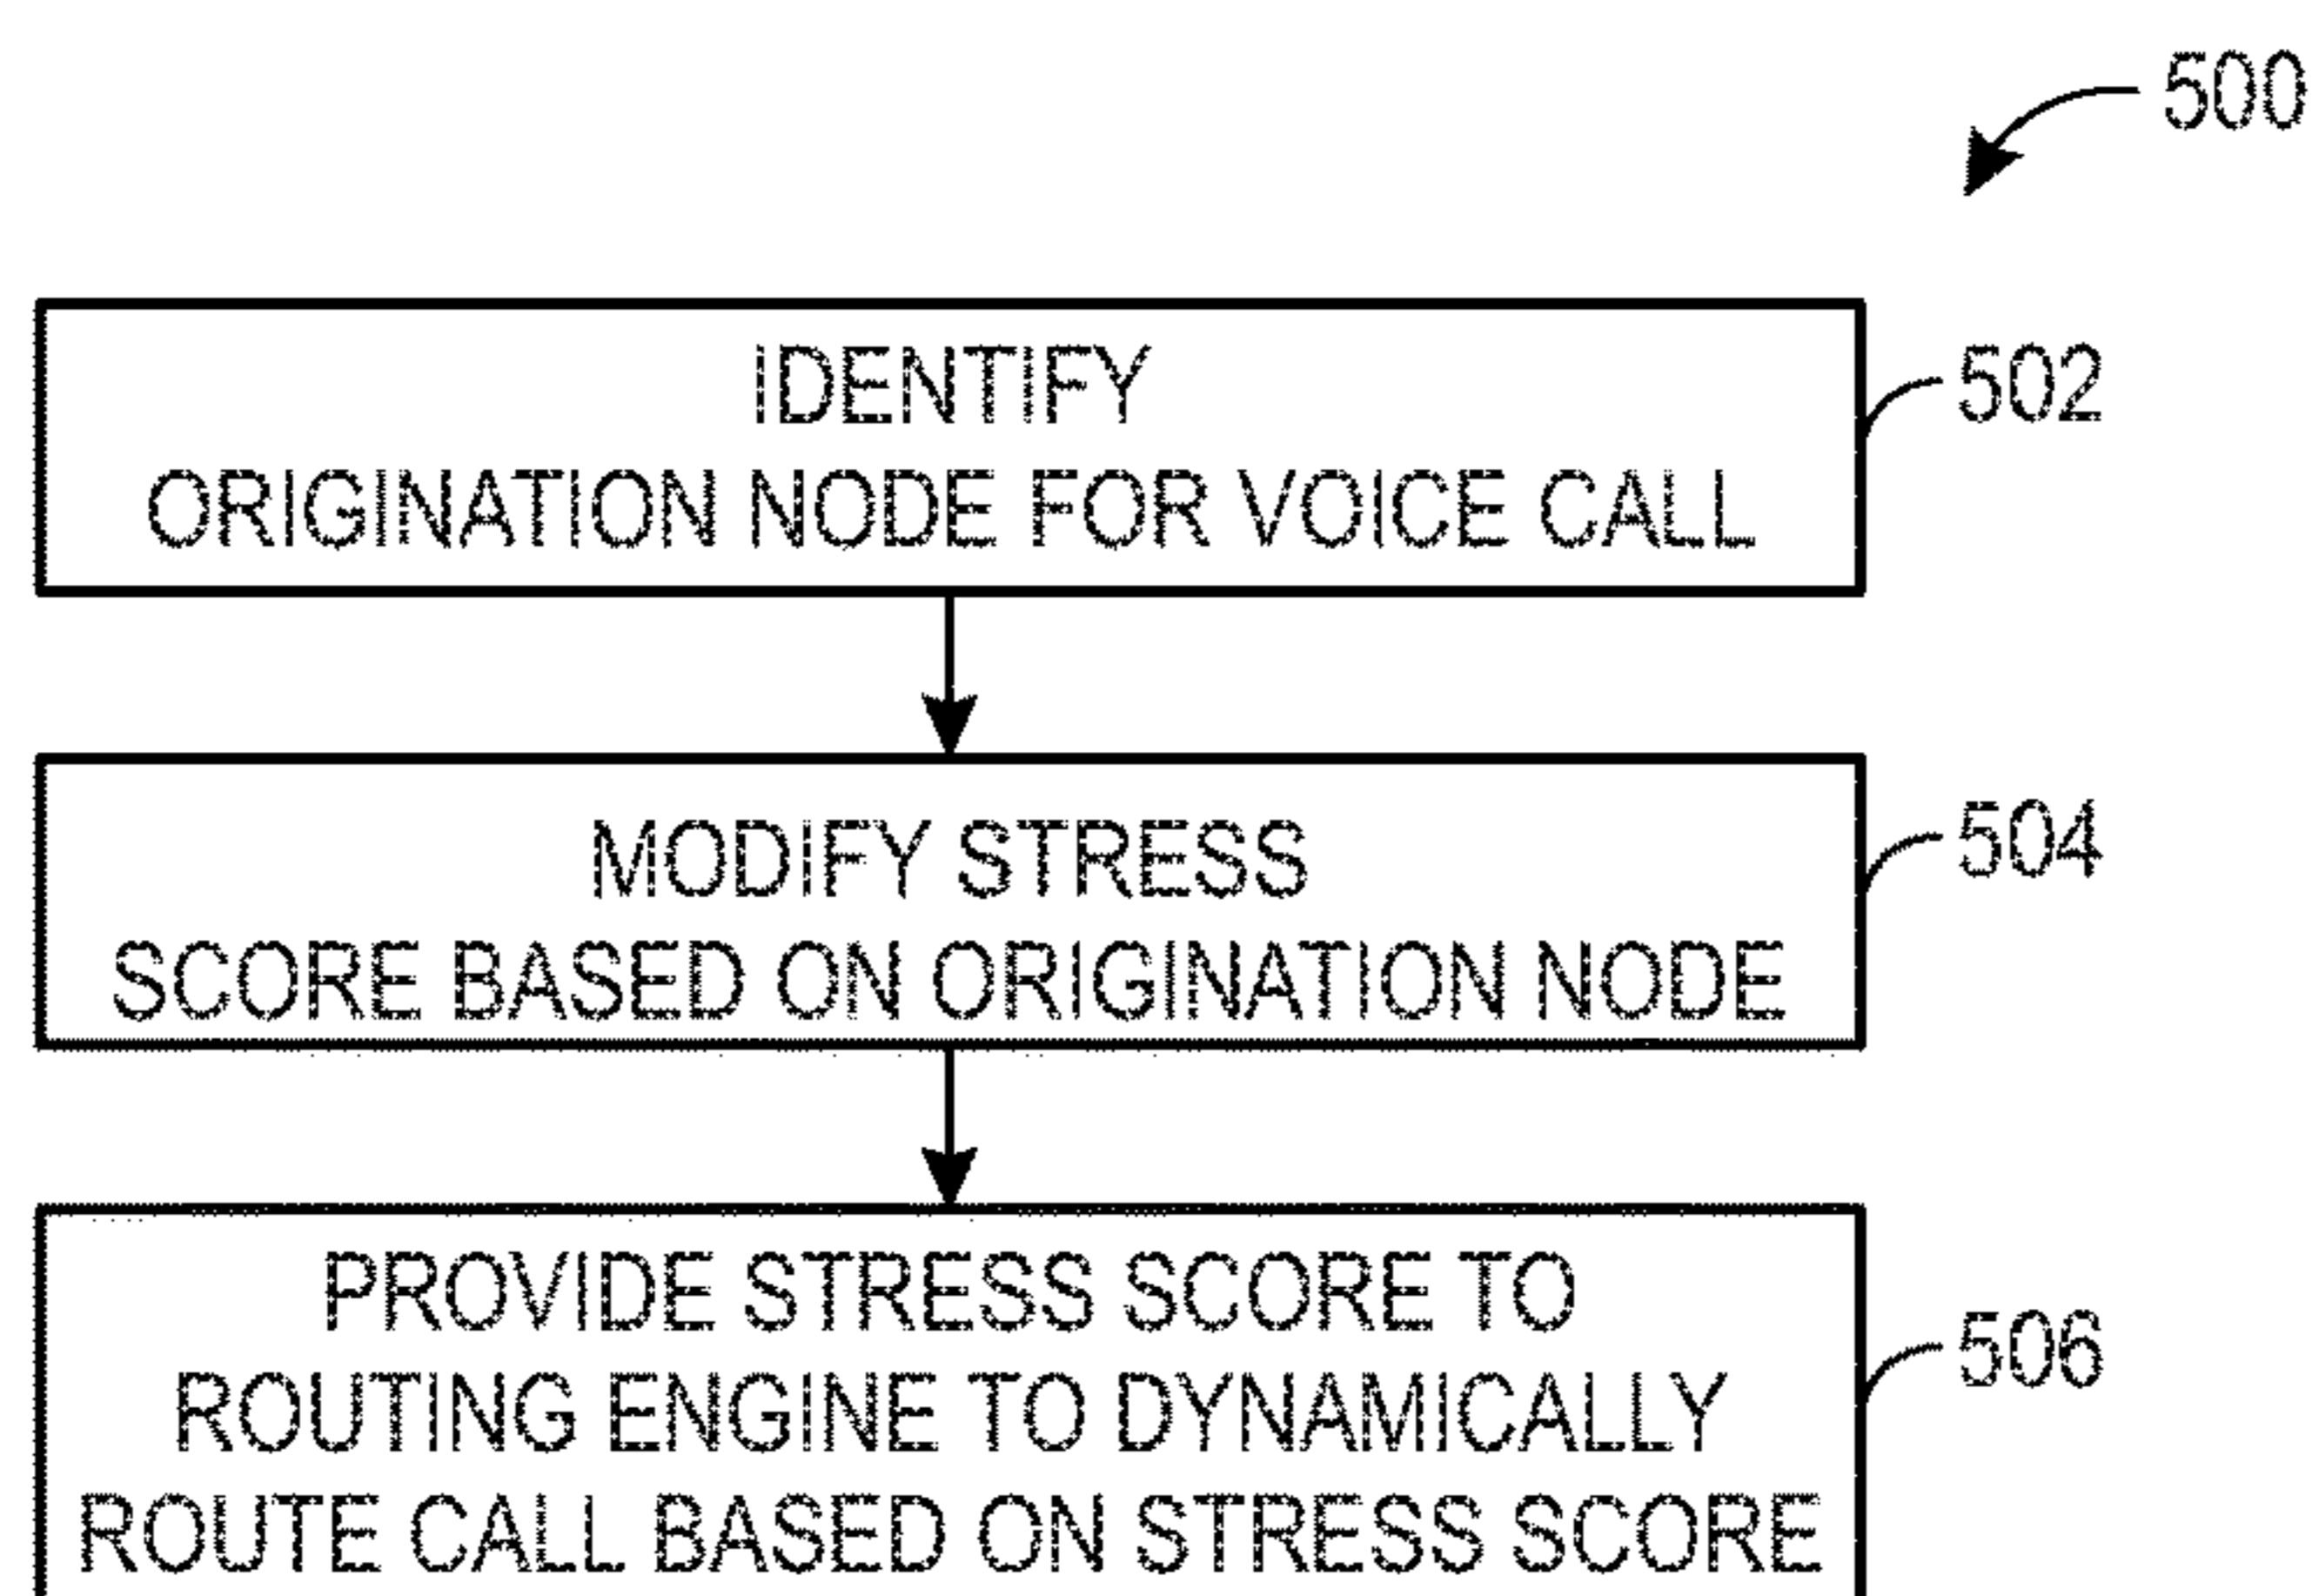 500
IDENTIFY
ORIGINATION NODE FOR VOICE CALL
502
MODIFY STRESS
SCORE BASED ON ORIGINATION NODE
504
PROVIDE STRESS SCORE TO
ROUTING ENGINE TO DYNAMICALLY
ROUTE CALL BASED ON STRESS SCORE
506